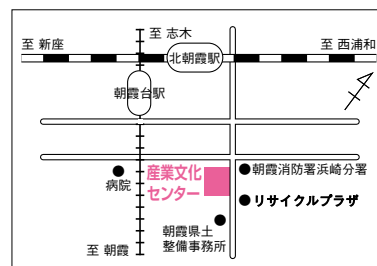 至 志木
至 新座
北朝霞駅
至 西浦和
朝霞台駅
産業文化
センター
朝霞消防署浜崎分署
病院
リサイクルプラザ
朝霞県土
整備事務所
至 朝霞